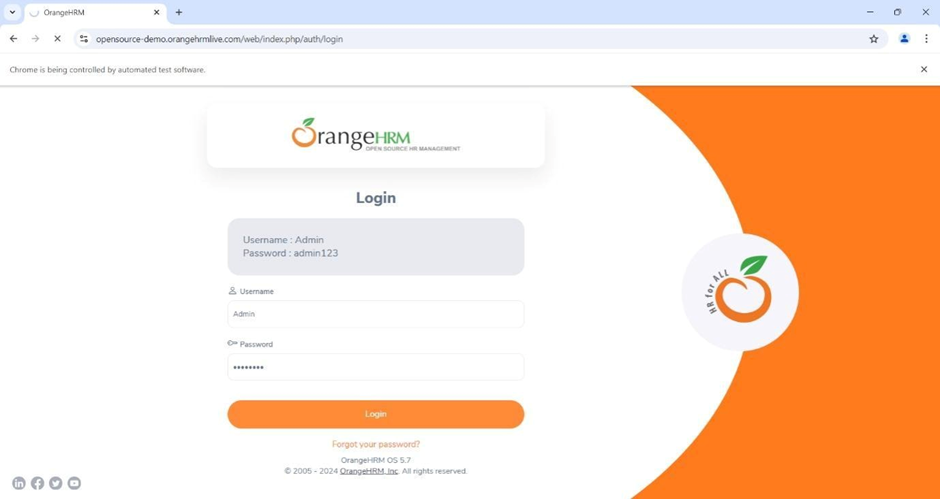 OrangeHRM
opensource-demo.orangehrmlive.com/web/index.php/auth/login
Chrome is being controlled by automated test software.
OrangeHRM
OPEN SOURCE HR MANAGEMENT
Login
Username : Admin
Password : admin123
Username
Admin
Password
••••••••
Login
Forgot your password?
OrangeHRM OS 5.7
© 2005 - 2024 OrangeHRM, Inc. All rights reserved.
HR for ALL